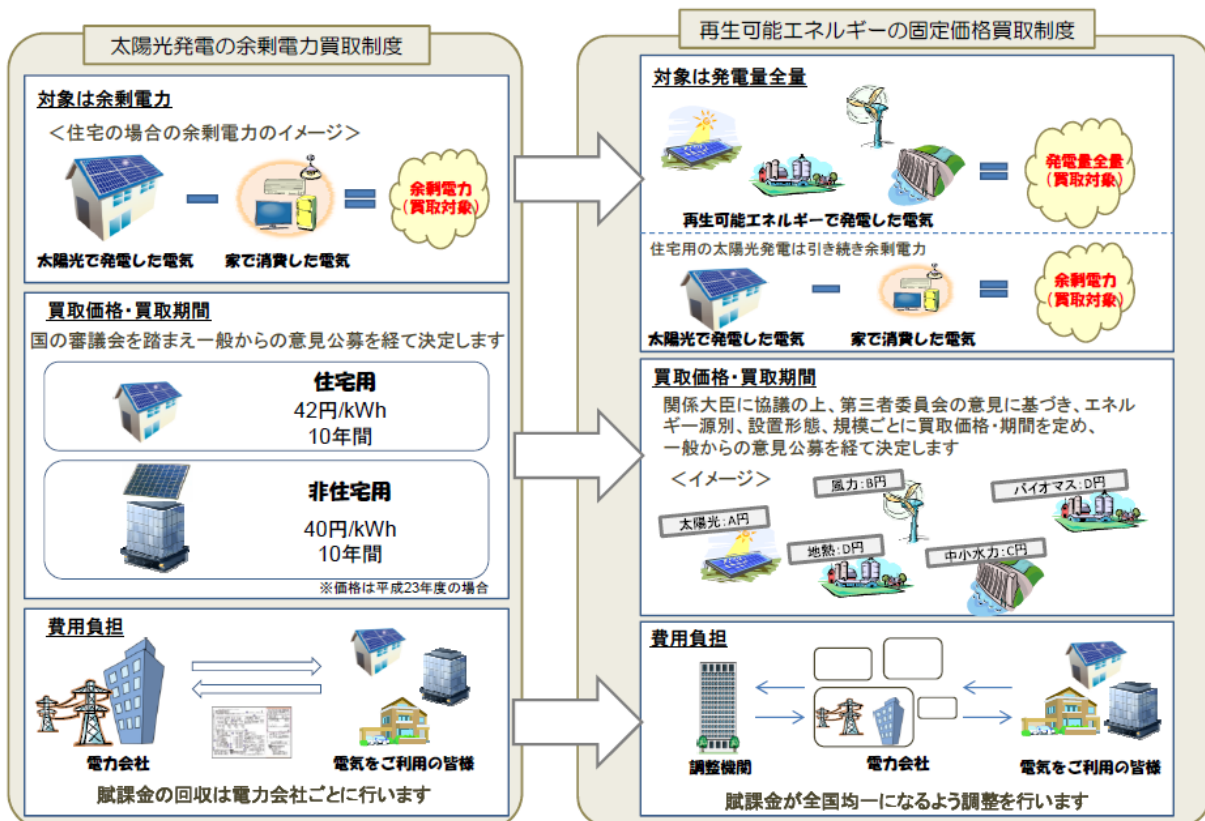 太陽光発電の余剰電力買取制度
対象は余剰電力
＜住宅の場合の余剰電力のイメージ＞
余剰電力
(買取対象)
太陽光で発電した電気
家で消費した電気
買取価格・買取期間
国の審議会を踏まえ一般からの意見公募を経て決定します
住宅用
42円/kWh
10年間
非住宅用
40円/kWh
10年間
※価格は平成23年度の場合
費用負担
電力会社
電気をご利用の皆様
賦課金の回収は電力会社ごとに行います
再生可能エネルギーの固定価格買取制度
対象は発電量全量
発電量全量
(買取対象)
再生可能エネルギーで発電した電気
住宅用の太陽光発電は引き続き余剰電力
余剰電力
(買取対象)
太陽光で発電した電気
家で消費した電気
買取価格・買取期間
関係大臣に協議の上、第三者委員会の意見に基づき、エネル
ギー源別、設置形態、規模ごとに買取価格・期間を定め、
一般からの意見公募を経て決定します
＜イメージ＞
風力:B円
バイオマス:D円
太陽光:A円
地熱:D円
中小水力:C円
費用負担
調整機関
電力会社
電気をご利用の皆様
賦課金が全国均一になるよう調整を行います